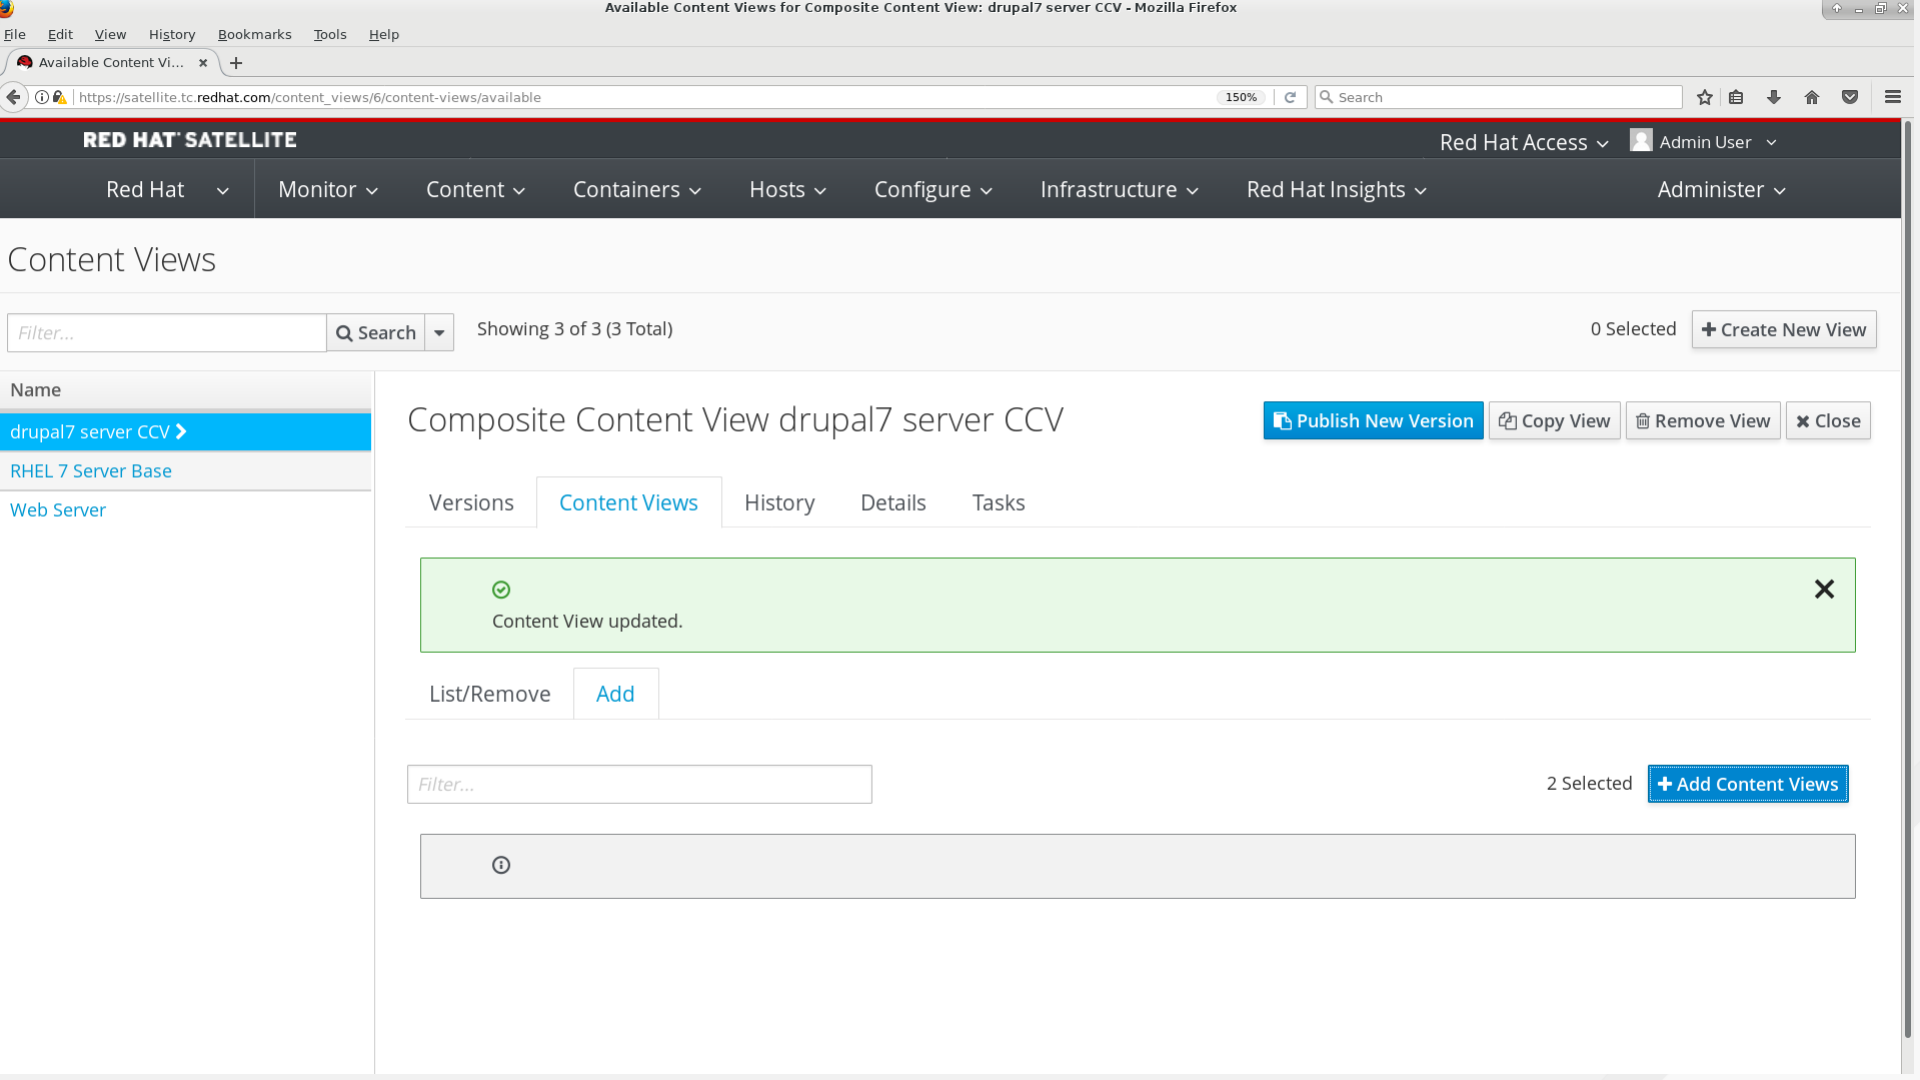 Available Content Views for Composite Content View: drupal7 server CCV - Mozilla Firefox
File Edit View History Bookmarks Tools Help
Available Content Vi...
https://satellite.tc.redhat.com/content_views/6/content-views/available 150% Search
RED HAT SATELLITE Red Hat Access Admin User
Red Hat Monitor Content Containers Hosts Configure Infrastructure Red Hat Insights Administer
Content Views
Filter... Search Showing 3 of 3 (3 Total) 0 Selected + Create New View
Name
drupal7 server CCV
RHEL 7 Server Base
Web Server
Composite Content View drupal7 server CCV Publish New Version Copy View Remove View Close
Versions Content Views History Details Tasks
Content View updated.
List/Remove Add
Filter... 2 Selected + Add Content Views